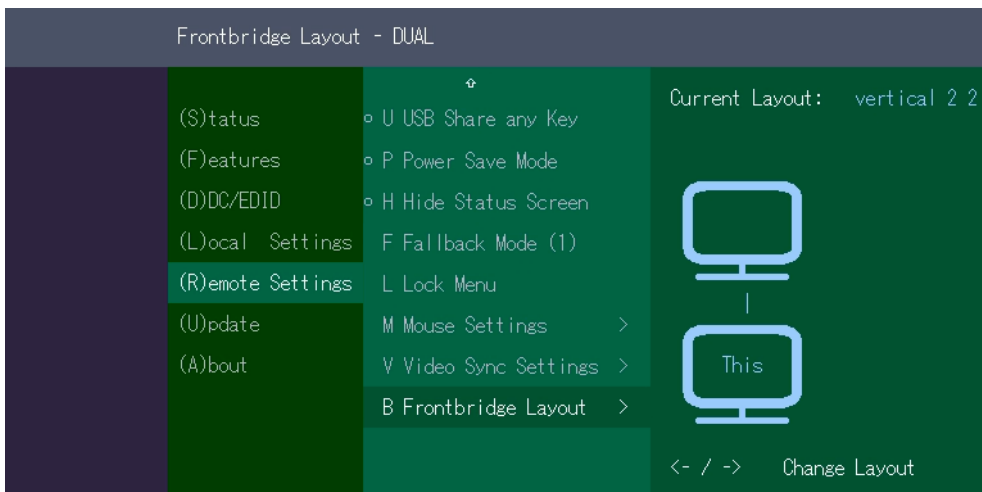 Frontbridge Layout - DUAL
(S)tatus
(F)eatures
(D)DC/EDID
(L)ocal Settings
(R)emote Settings
(U)pdate
(A)bout
U USB Share any Key
P Power Save Mode
H Hide Status Screen
F Fallback Mode (1)
L Lock Menu
M Mouse Settings >
V Video Sync Settings >
B Frontbridge Layout >
Current Layout: vertical 2 2
This
<- / -> Change Layout